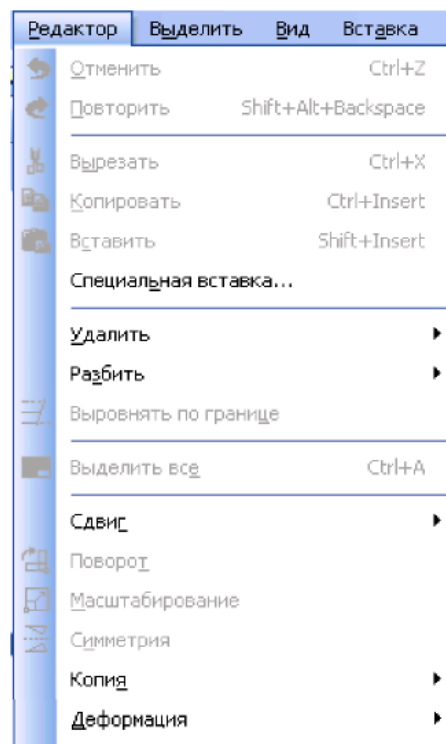 Редактор Выделить Вид Вставка
Отменить Ctrl+Z
Повторить Shift+Alt+Backspace
Вырезать Ctrl+X
Копировать Ctrl+Insert
Вставить Shift+Insert
Специальная вставка...
Удалить
Разбить
Выровнять по границе
Выделить все Ctrl+A
Сдвиг
Поворот
Масштабирование
Симметрия
Копия
Деформация